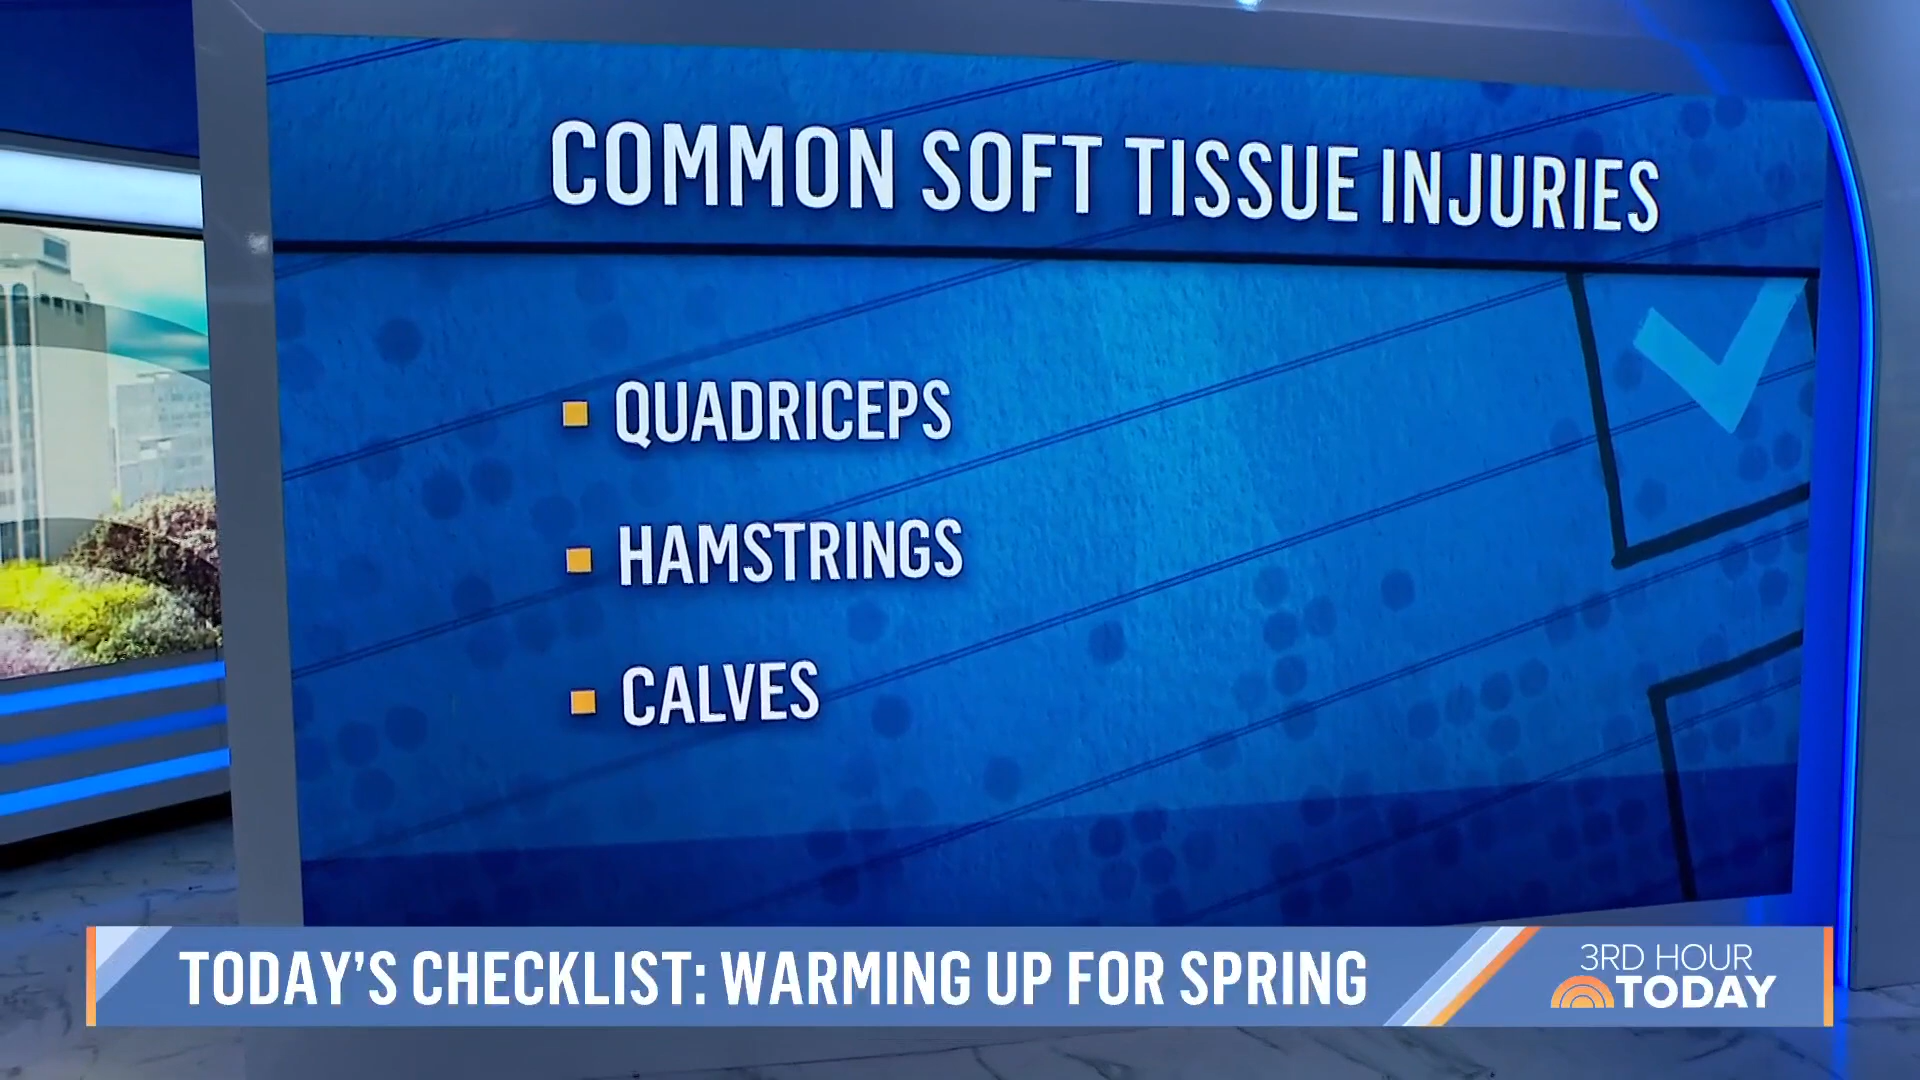 COMMON SOFT TISSUE INJURIES
QUADRICEPS
HAMSTRINGS
CALVES
TODAY'S CHECKLIST: WARMING UP FOR SPRING
3RD HOUR
TODAY